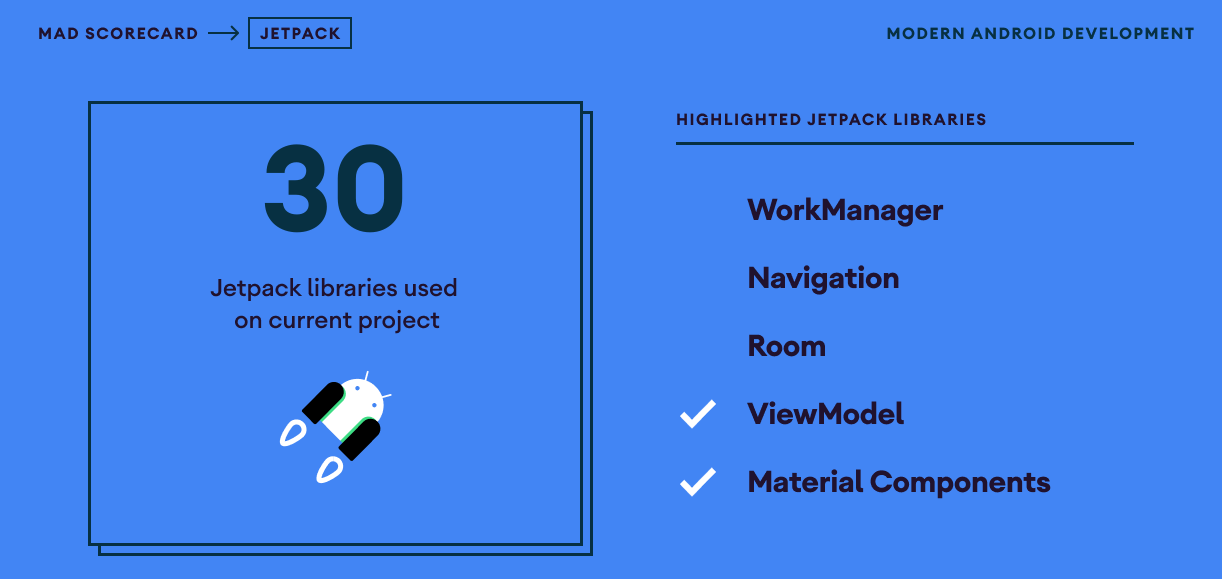 MAD SCORECARD → JETPACK
MODERN ANDROID DEVELOPMENT
30
Jetpack libraries used
on current project
HIGHLIGHTED JETPACK LIBRARIES
WorkManager
Navigation
Room
ViewModel
Material Components